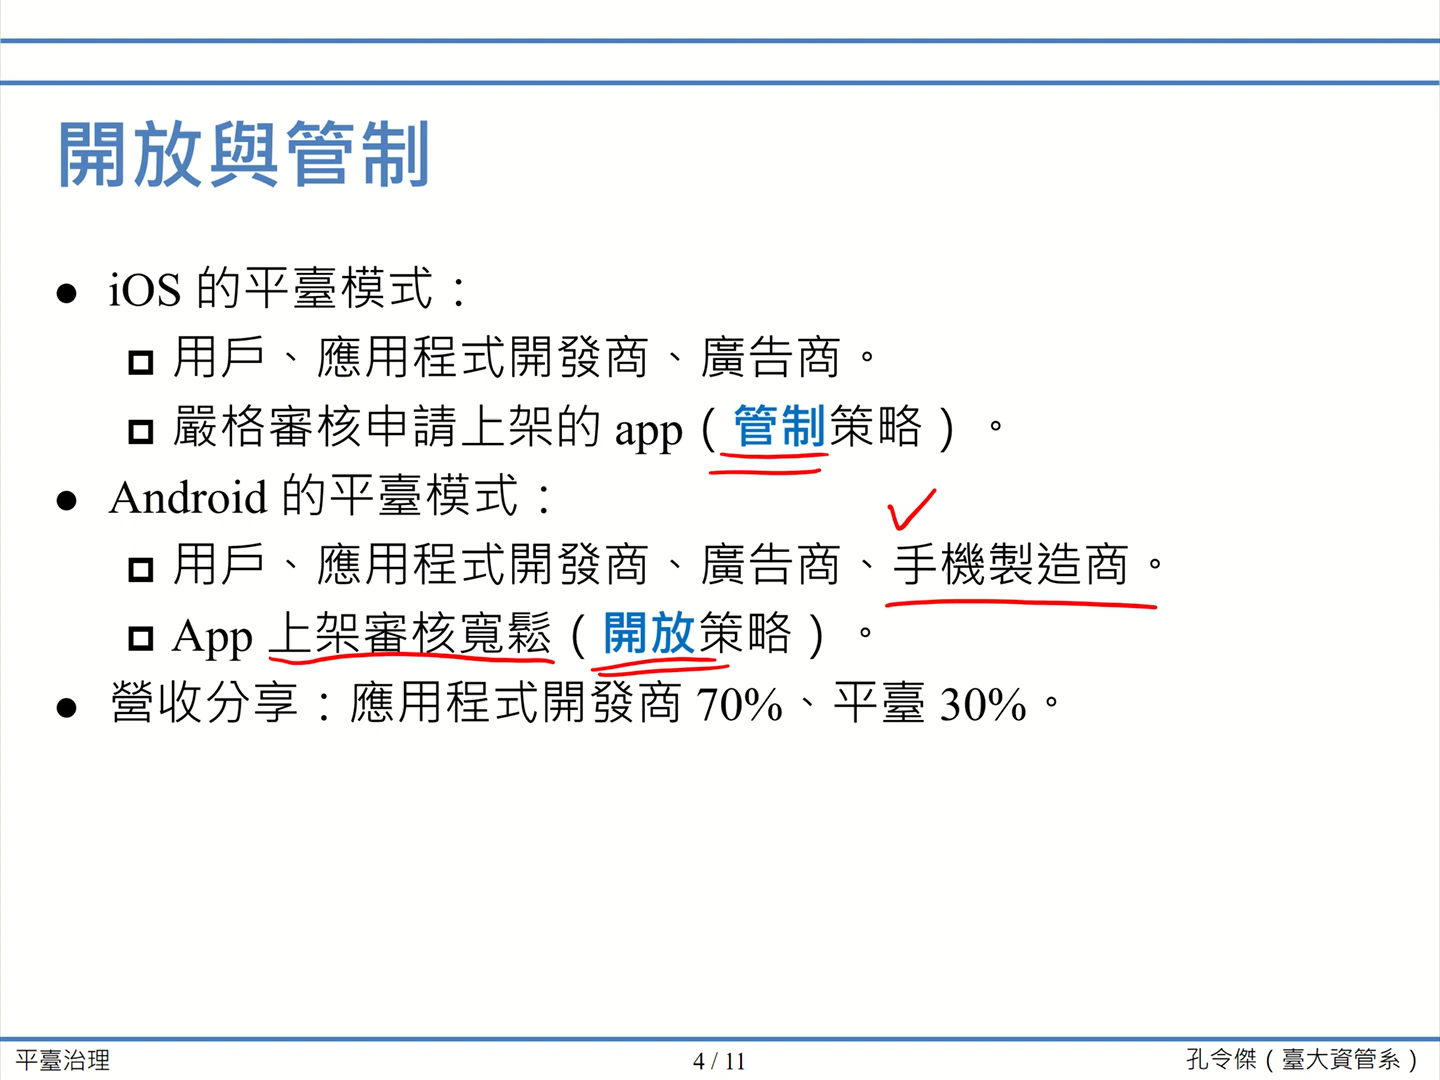 開放與管制
● iOS 的平臺模式：
用戶、應用程式開發商、廣告商。
嚴格審核申請上架的 app（管制策略）。
● Android 的平臺模式：
用戶、應用程式開發商、廣告商、手機製造商。
App 上架審核寬鬆（開放策略）。
● 營收分享：應用程式開發商 70%、平臺 30%。
平臺治理
4 / 11
孔令傑（臺大資管系）